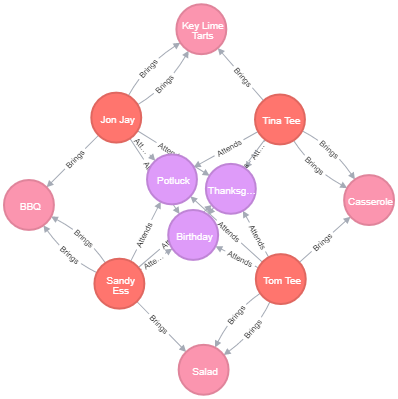 Key Lime
Tarts
Brings
Brings
Brings
Jon Jay
Tina Tee
Atte
Att...
Attends
Att...
Brings
Brings
Brings
Potluck
Thanksg...
Casserole
BBQ
Birthday
Attends
Attends
Attends
Attends
Atte...
Brings
Brings
Brings
Sandy
Ess
Tom Tee
Brings
Brings
Brings
Salad